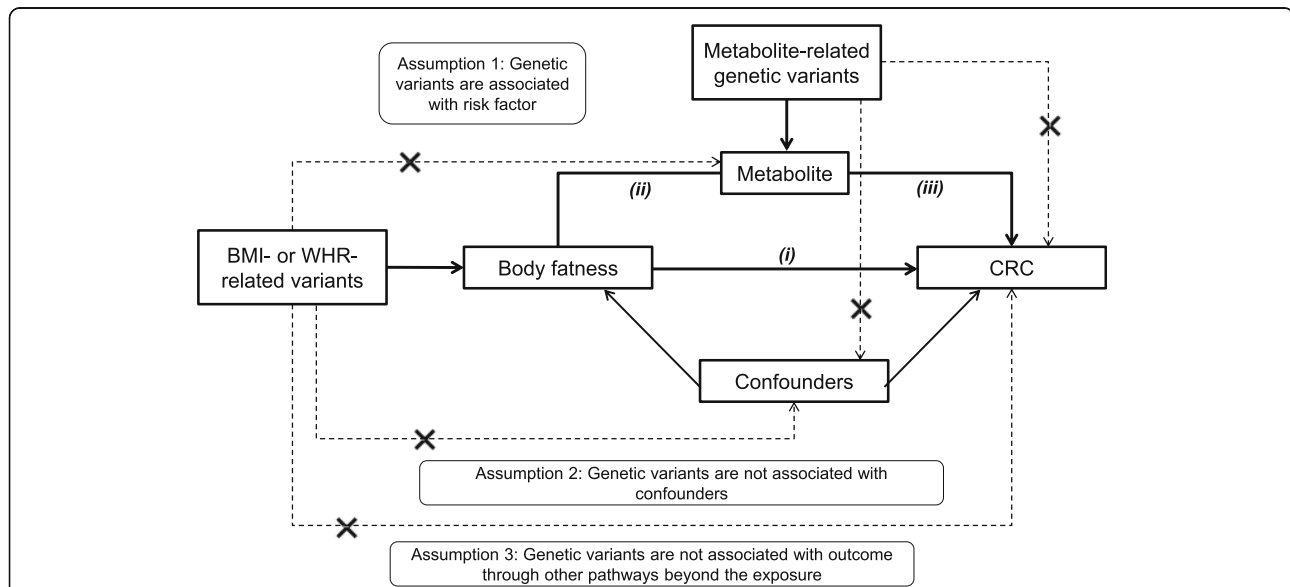 Assumption 1: Genetic
variants are associated
with risk factor
Metabolite-related
genetic variants
Metabolite
(ii)
(iii)
BMI- or WHR-
related variants
Body fatness
(i)
CRC
Confounders
Assumption 2: Genetic variants are not associated with
confounders
Assumption 3: Genetic variants are not associated with outcome
through other pathways beyond the exposure